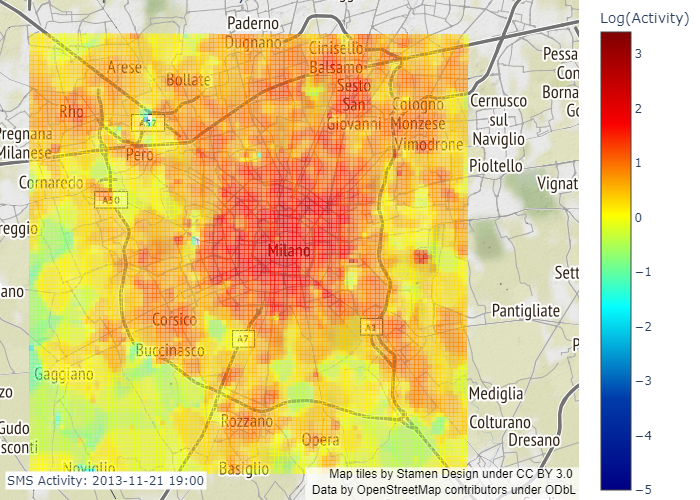 Log(Activity)
3
2
1
0
−1
−2
−3
−4
−5
Paderno
Dugnano
Cinisello
Balsamo
Arese
Bollate
Sesto
San
Giovanni
Rho
A52
Pregnana
Milanese
Pero
Cologno
Monzese
Vimodrone
Cernusco
sul
Naviglio
Pioltello
Pessa
Con
Borna
Go
Cornaredo
A50
Vignat
reggio
Milano
Sett
ano
Corsico
A7
A1
Pantigliate
Buccinasco
P
Gaggiano
zo
Mediglia
Rozzano
Colturano
Gudo
sconti
Opera
Dresano
Noviglio
Basiglio
SMS Activity: 2013-11-21 19:00
Map tiles by Stamen Design under CC BY 3.0
Data by OpenStreetMap contributors under ODbL